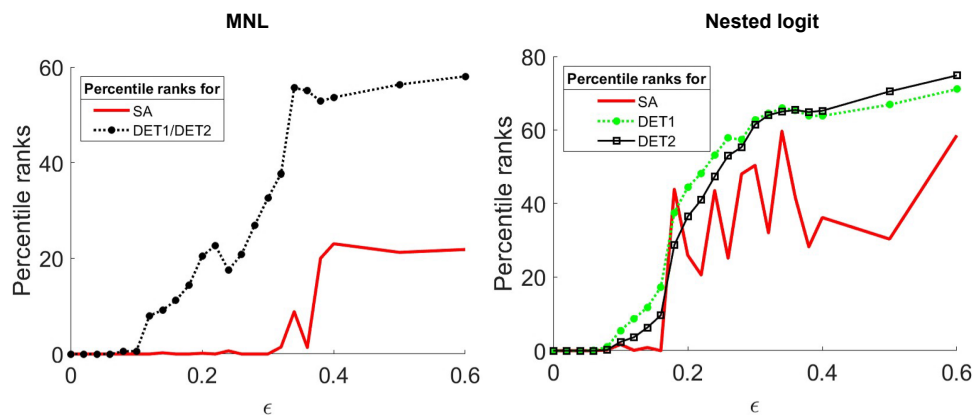 MNL
Percentile ranks
60
40
20
0
Percentile ranks for
SA
DET1/DET2
0 0.2 0.4 0.6
ϵ
Nested logit
Percentile ranks
80
60
40
20
0
Percentile ranks for
SA
DET1
DET2
0 0.2 0.4 0.6
ϵ